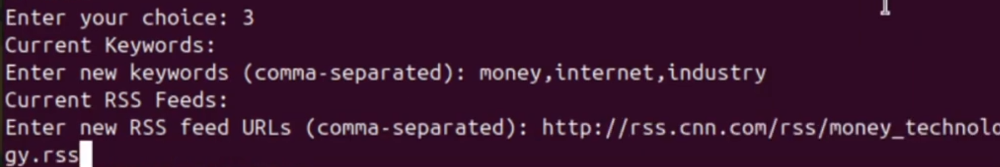 Enter your choice: 3
Current Keywords:
Enter new keywords (comma-separated): money,internet,industry
Current RSS Feeds:
Enter new RSS feed URLs (comma-separated): http://rss.cnn.com/rss/money_technolo
gy.rss